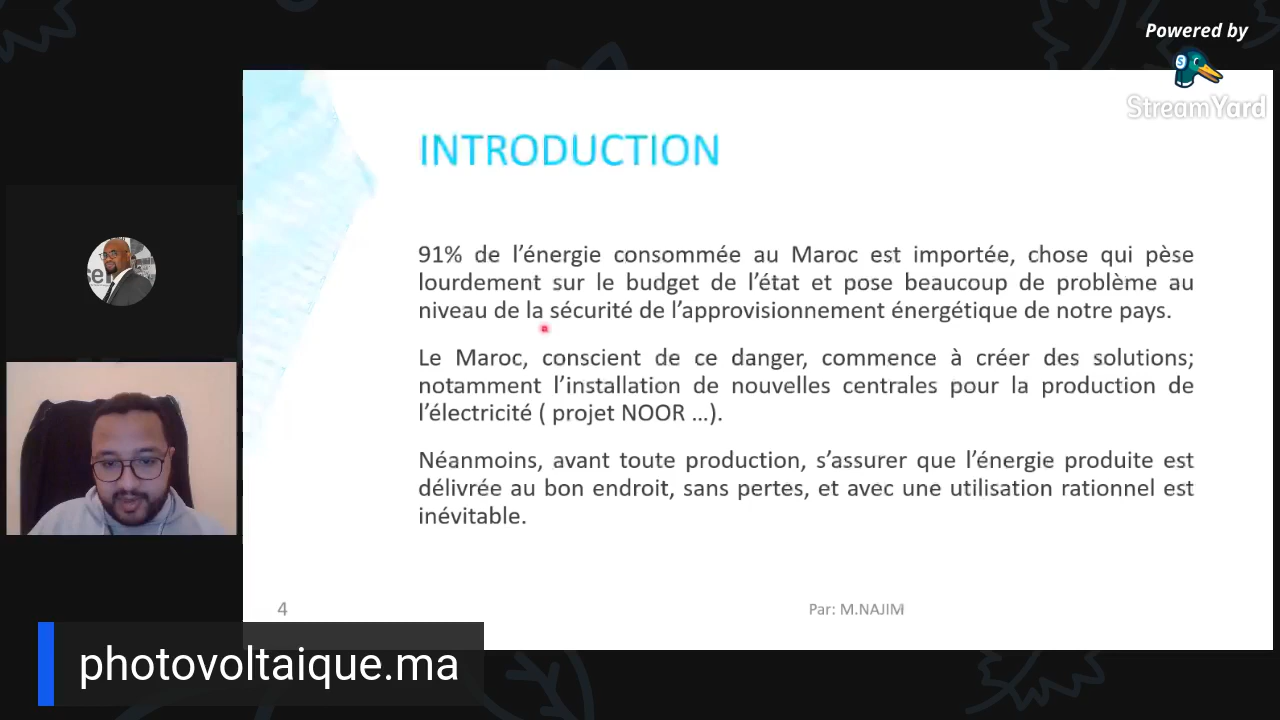 Powered by
StreamYard
INTRODUCTION
91% de l’énergie consommée au Maroc est importée, chose qui pèse
lourdement sur le budget de l’état et pose beaucoup de problème au
niveau de la sécurité de l’approvisionnement énergétique de notre pays.
Le Maroc, conscient de ce danger, commence à créer des solutions;
notamment l’installation de nouvelles centrales pour la production de
l’électricité ( projet NOOR …).
Néanmoins, avant toute production, s’assurer que l’énergie produite est
délivrée au bon endroit, sans pertes, et avec une utilisation rationnel est
inévitable.
4
Par: M.NAJIM
photovoltaique.ma